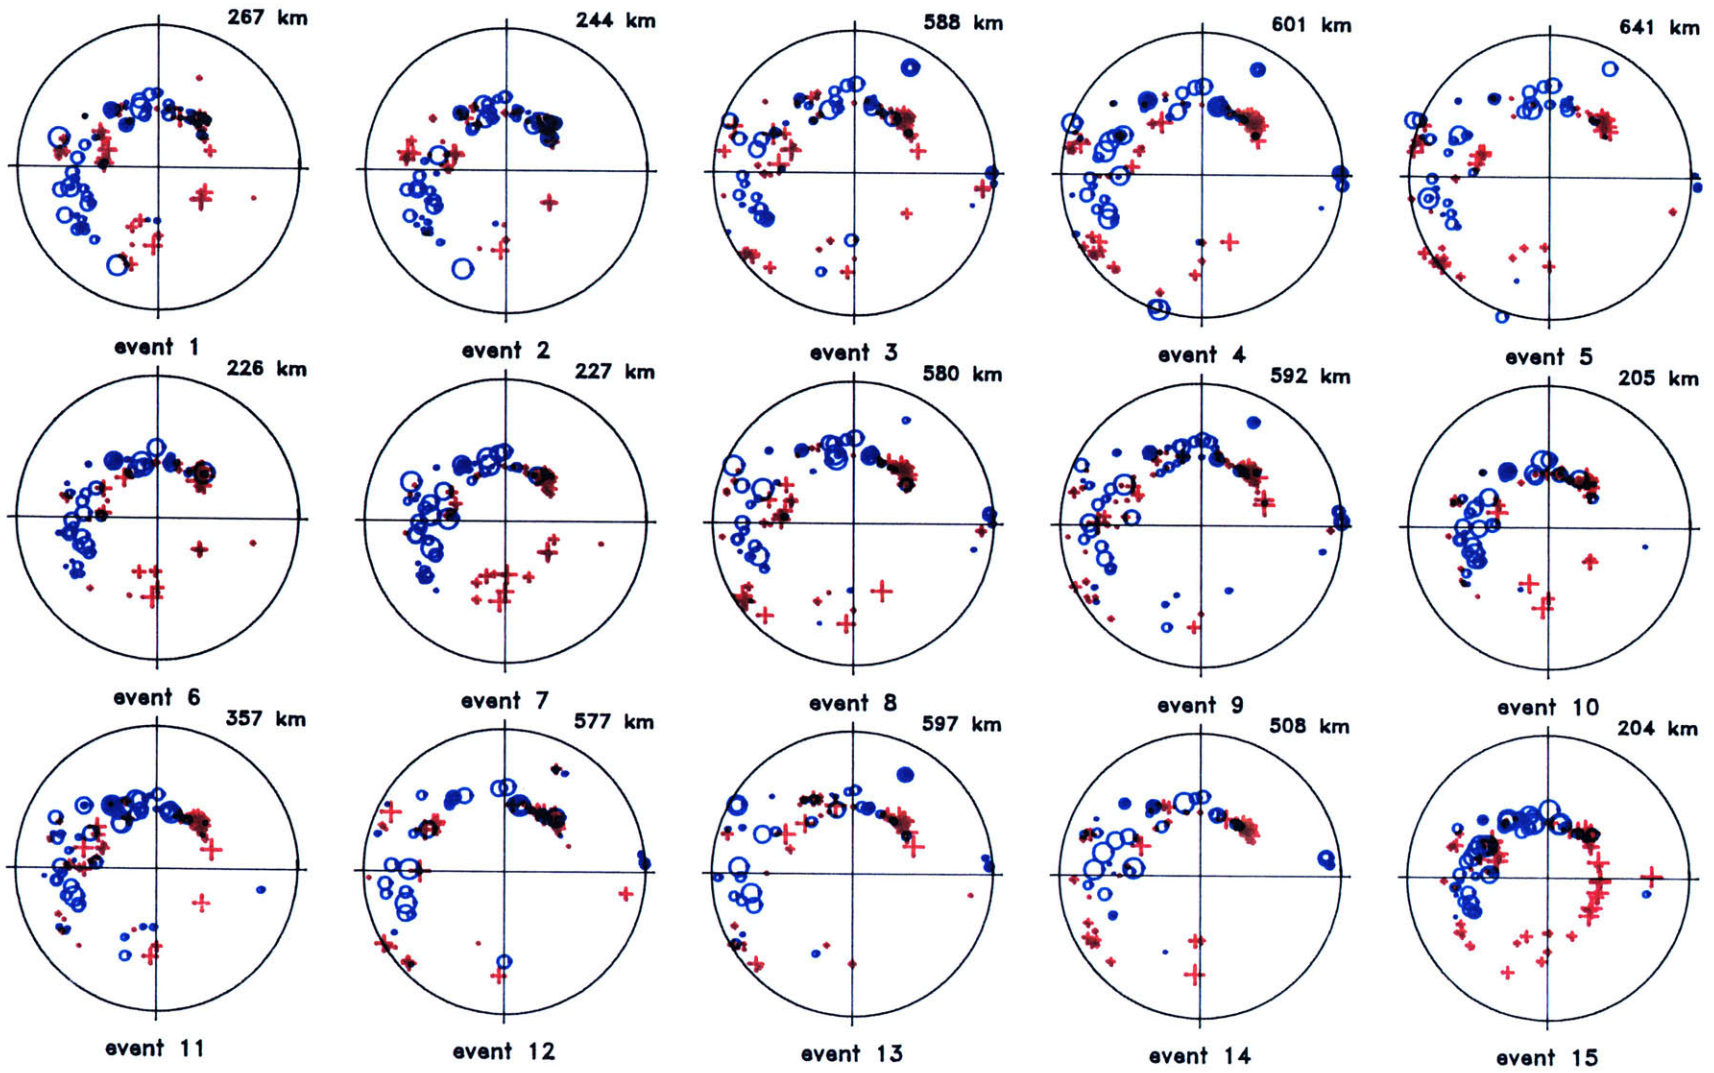 267 km
244 km
588 km
601 km
641 km
event 1
event 2
event 3
event 4
event 5
226 km
227 km
580 km
592 km
205 km
event 6
event 7
event 8
event 9
event 10
357 km
577 km
597 km
508 km
204 km
event 11
event 12
event 13
event 14
event 15